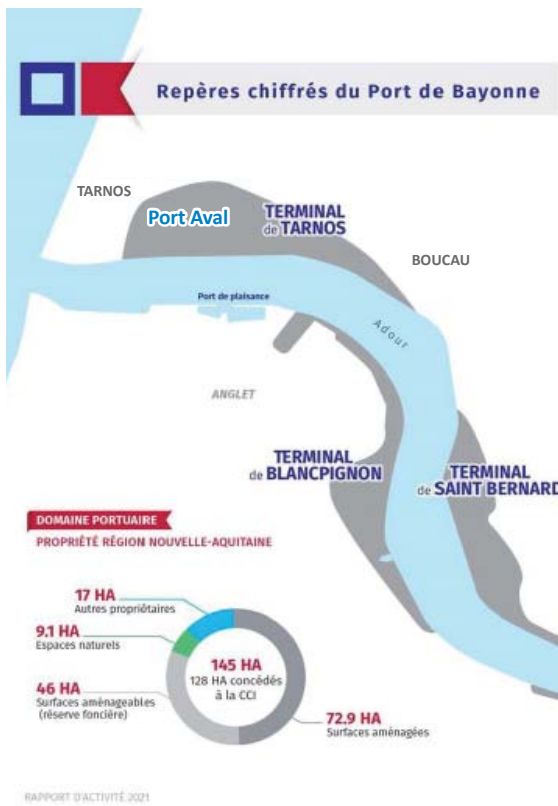 Repères chiffrés du Port de Bayonne
TARNOS
Port Aval
TERMINAL
de TARNOS
BOUCAU
Port de plaisance
Adour
ANGLET
TERMINAL
de BLANCPIGNON
TERMINAL
de SAINT BERNARD
DOMAINE PORTUAIRE
PROPRIÉTÉ RÉGION NOUVELLE-AQUITAINE
17 HA
Autres propriétaires
9.1 HA
Espaces naturels
145 HA
128 HA concédés
à la CCI
46 HA
Surfaces aménageables
(réserve foncière)
72.9 HA
Surfaces aménagées
RAPPORT D'ACTIVITÉ 2021